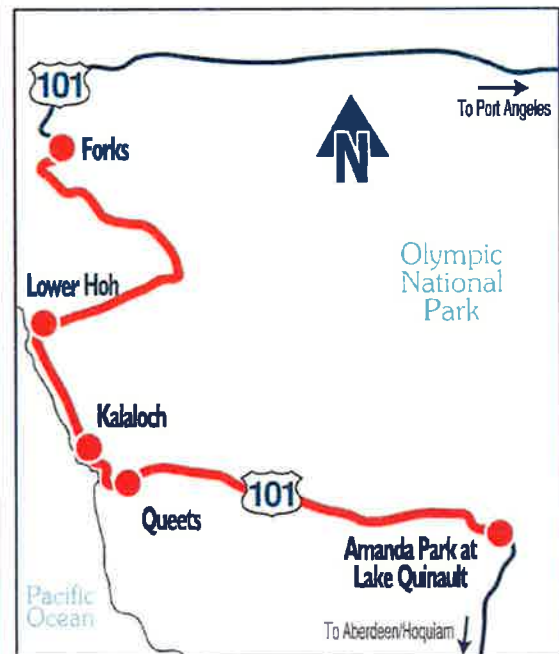 101
To Port Angeles
Forks
N
Olympic
National
Park
Lower Hoh
Kalaloch
101
Queets
Amanda Park at
Lake Quinault
Pacific
Ocean
To Aberdeen/Hoquiam